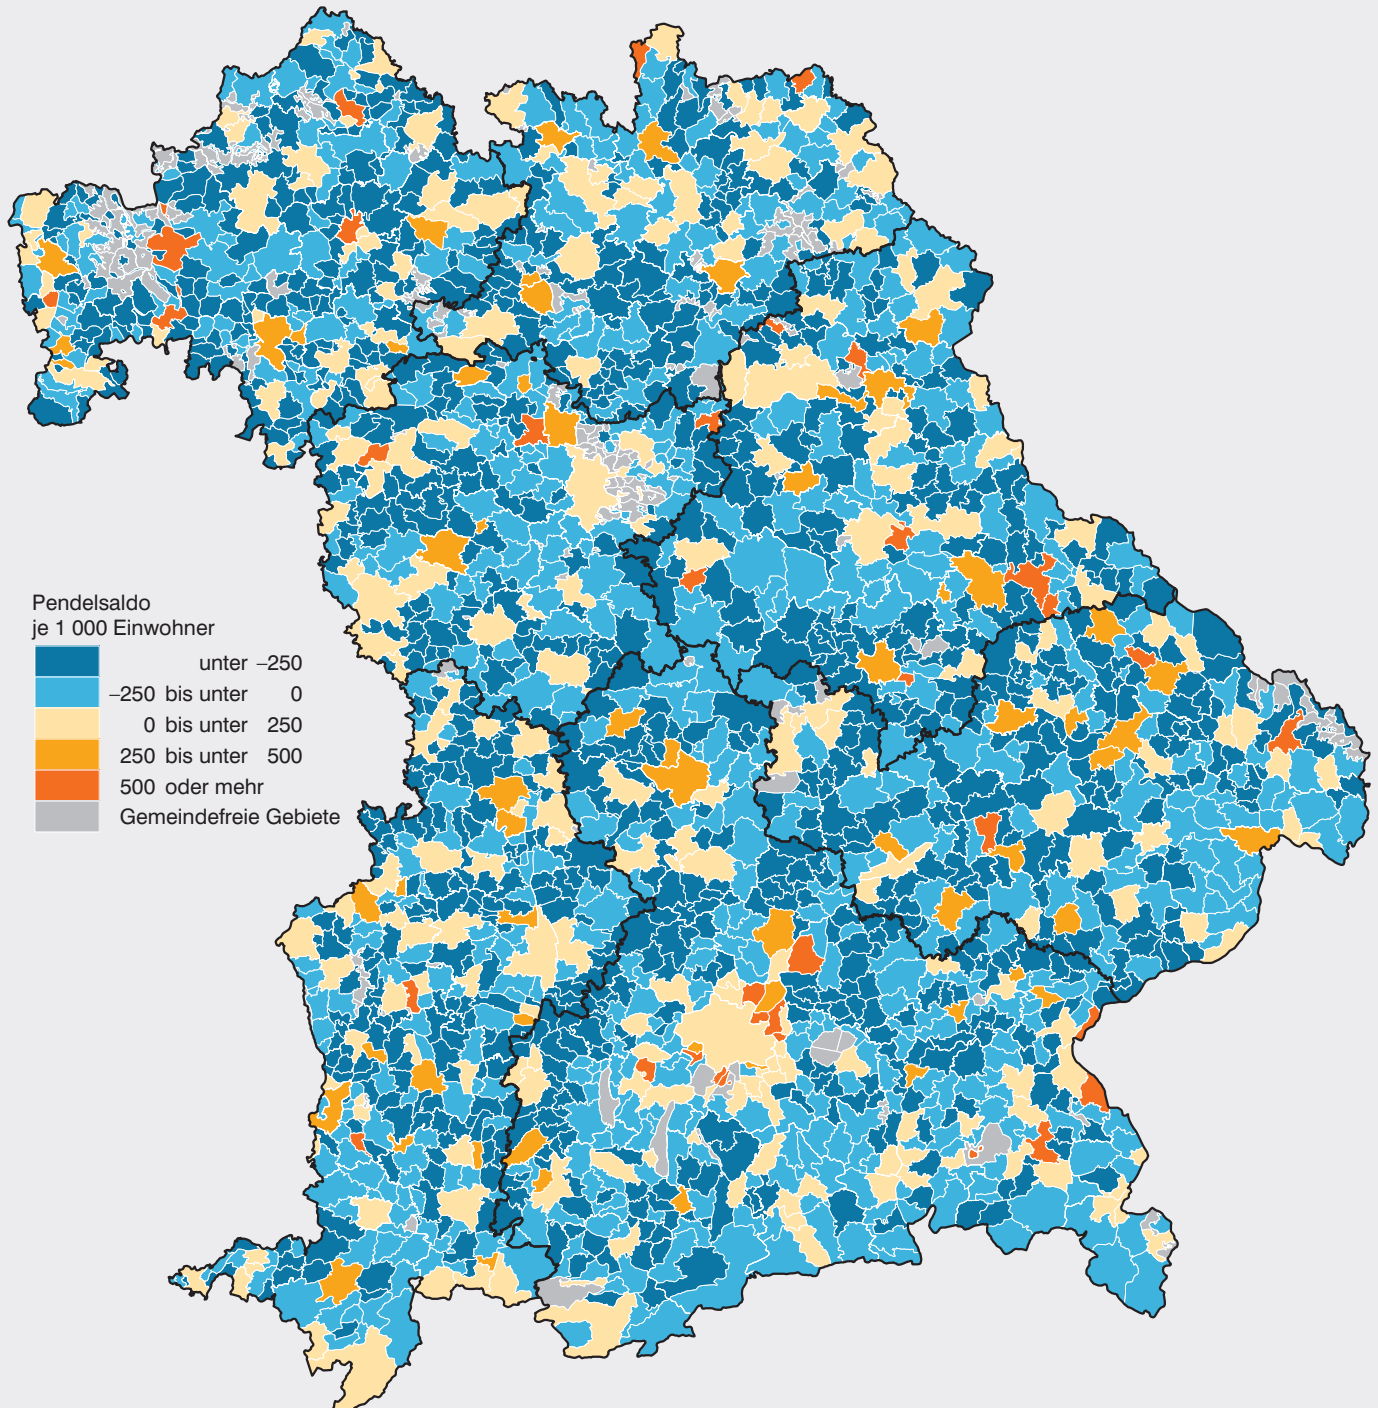 Pendelsaldo
je 1 000 Einwohner
unter –250
–250 bis unter 0
0 bis unter 250
250 bis unter 500
500 oder mehr
Gemeindefreie Gebiete